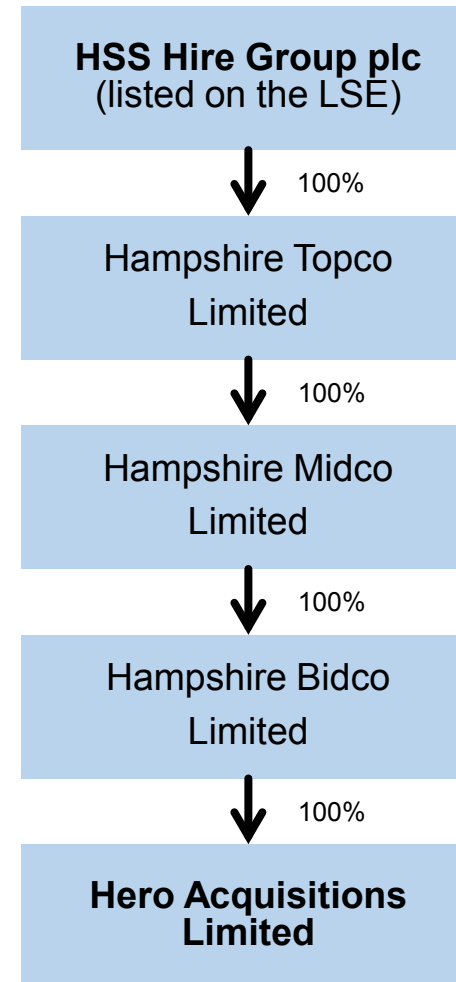 HSS Hire Group plc
(listed on the LSE)
100%
Hampshire Topco
Limited
100%
Hampshire Midco
Limited
100%
Hampshire Bidco
Limited
100%
Hero Acquisitions
Limited